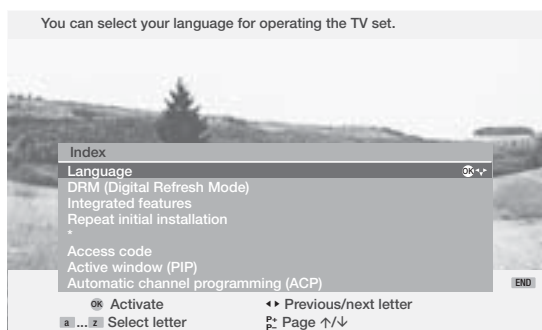 You can select your language for operating the TV set.
Index
Language OK
DRM (Digital Refresh Mode)
Integrated features
Repeat initial installation
*
Access code
Active window (PIP)
Automatic channel programming (ACP)
END
OK Activate ◂ ▸ Previous/next letter
a ... z Select letter P+ P– Page ↑/↓